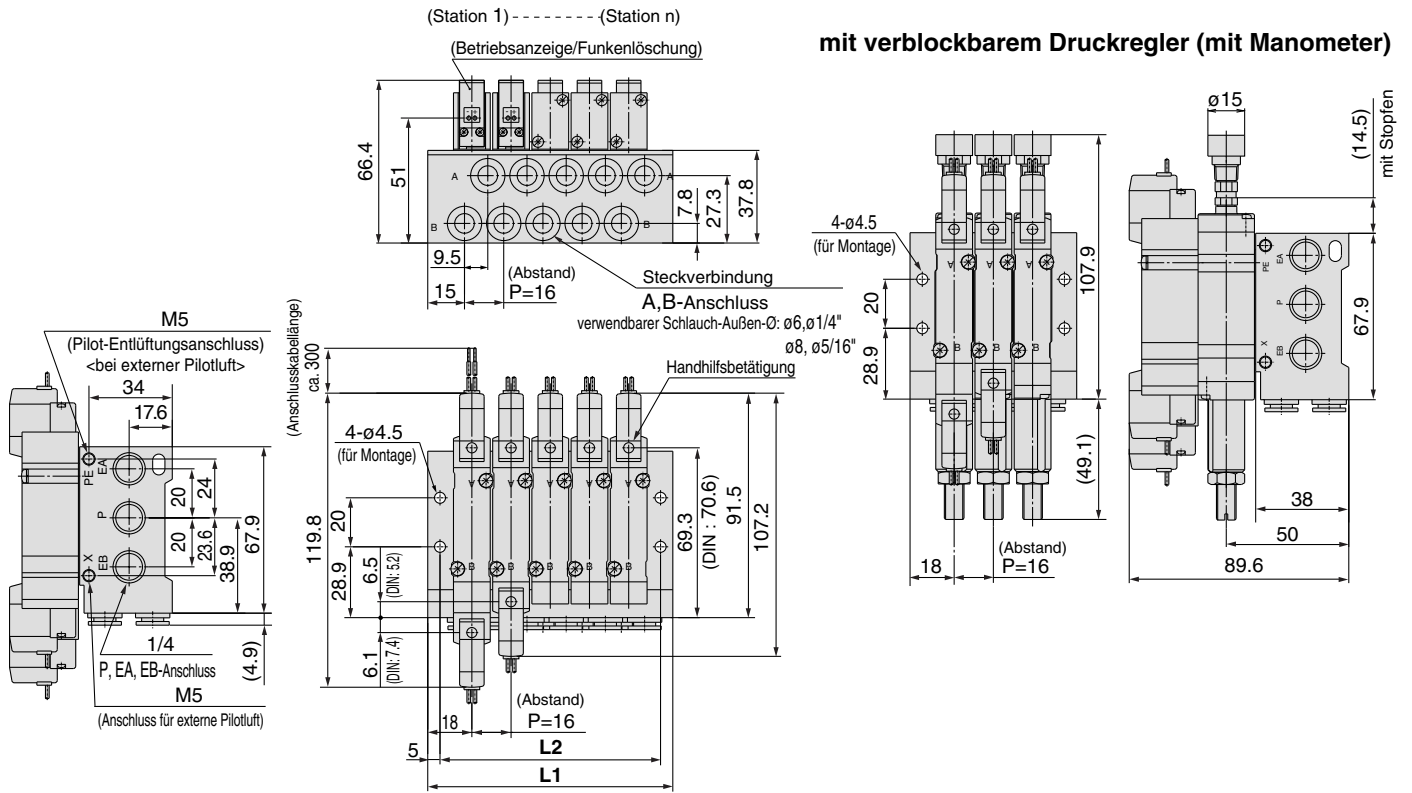 (Station 1) - - - - - - - - - (Station n)
(Betriebsanzeige/Funkenlöschung)
66.4
51
A
A
B
B
7.8
27.3
37.8
9.5
15
(Abstand)
P=16
Steckverbindung
A,B-Anschluss
verwendbarer Schlauch-Außen-Ø: ø6,ø1/4"
ø8, ø5/16"
mit verblockbarem Druckregler (mit Manometer)
M5
(Pilot-Entlüftungsanschluss)
<bei externer Pilotluft>
34
17.6
PE
EA
P
X
EB
20
20
24
23.6
38.9
67.9
(4.9)
1/4
P, EA, EB-Anschluss
M5
(Anschluss für externe Pilotluft)
(Anschlusskabellänge)
ca. 300
Handhilfsbetätigung
4-ø4.5
(für Montage)
119.8
20
28.9
6.5
(DIN: 5.2)
6.1
(DIN: 7.4)
A
A
A
A
A
B
B
B
B
B
69.3
(DIN : 70.6)
91.5
107.2
18
(Abstand)
P=16
5
L2
L1
4-ø4.5
(für Montage)
20
28.9
A
A
A
B
B
B
107.9
(49.1)
18
(Abstand)
P=16
ø15
(14.5)
mit Stopfen
PE
EA
P
X
EB
67.9
38
50
89.6